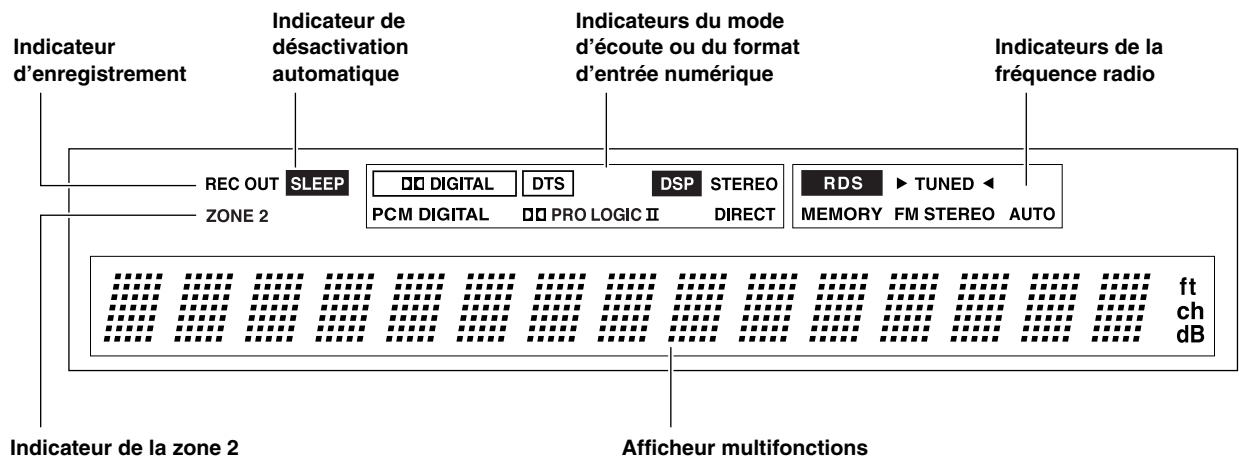 Indicateur
d'enregistrement
Indicateur de
désactivation
automatique
Indicateurs du mode
d'écoute ou du format
d'entrée numérique
Indicateurs de la
fréquence radio
REC OUT SLEEP
ZONE 2
DIGITAL DTS DSP STEREO
PCM DIGITAL PRO LOGIC II DIRECT
RDS ▶ TUNED ◀
MEMORY FM STEREO AUTO
ft
ch
dB
Indicateur de la zone 2
Afficheur multifonctions